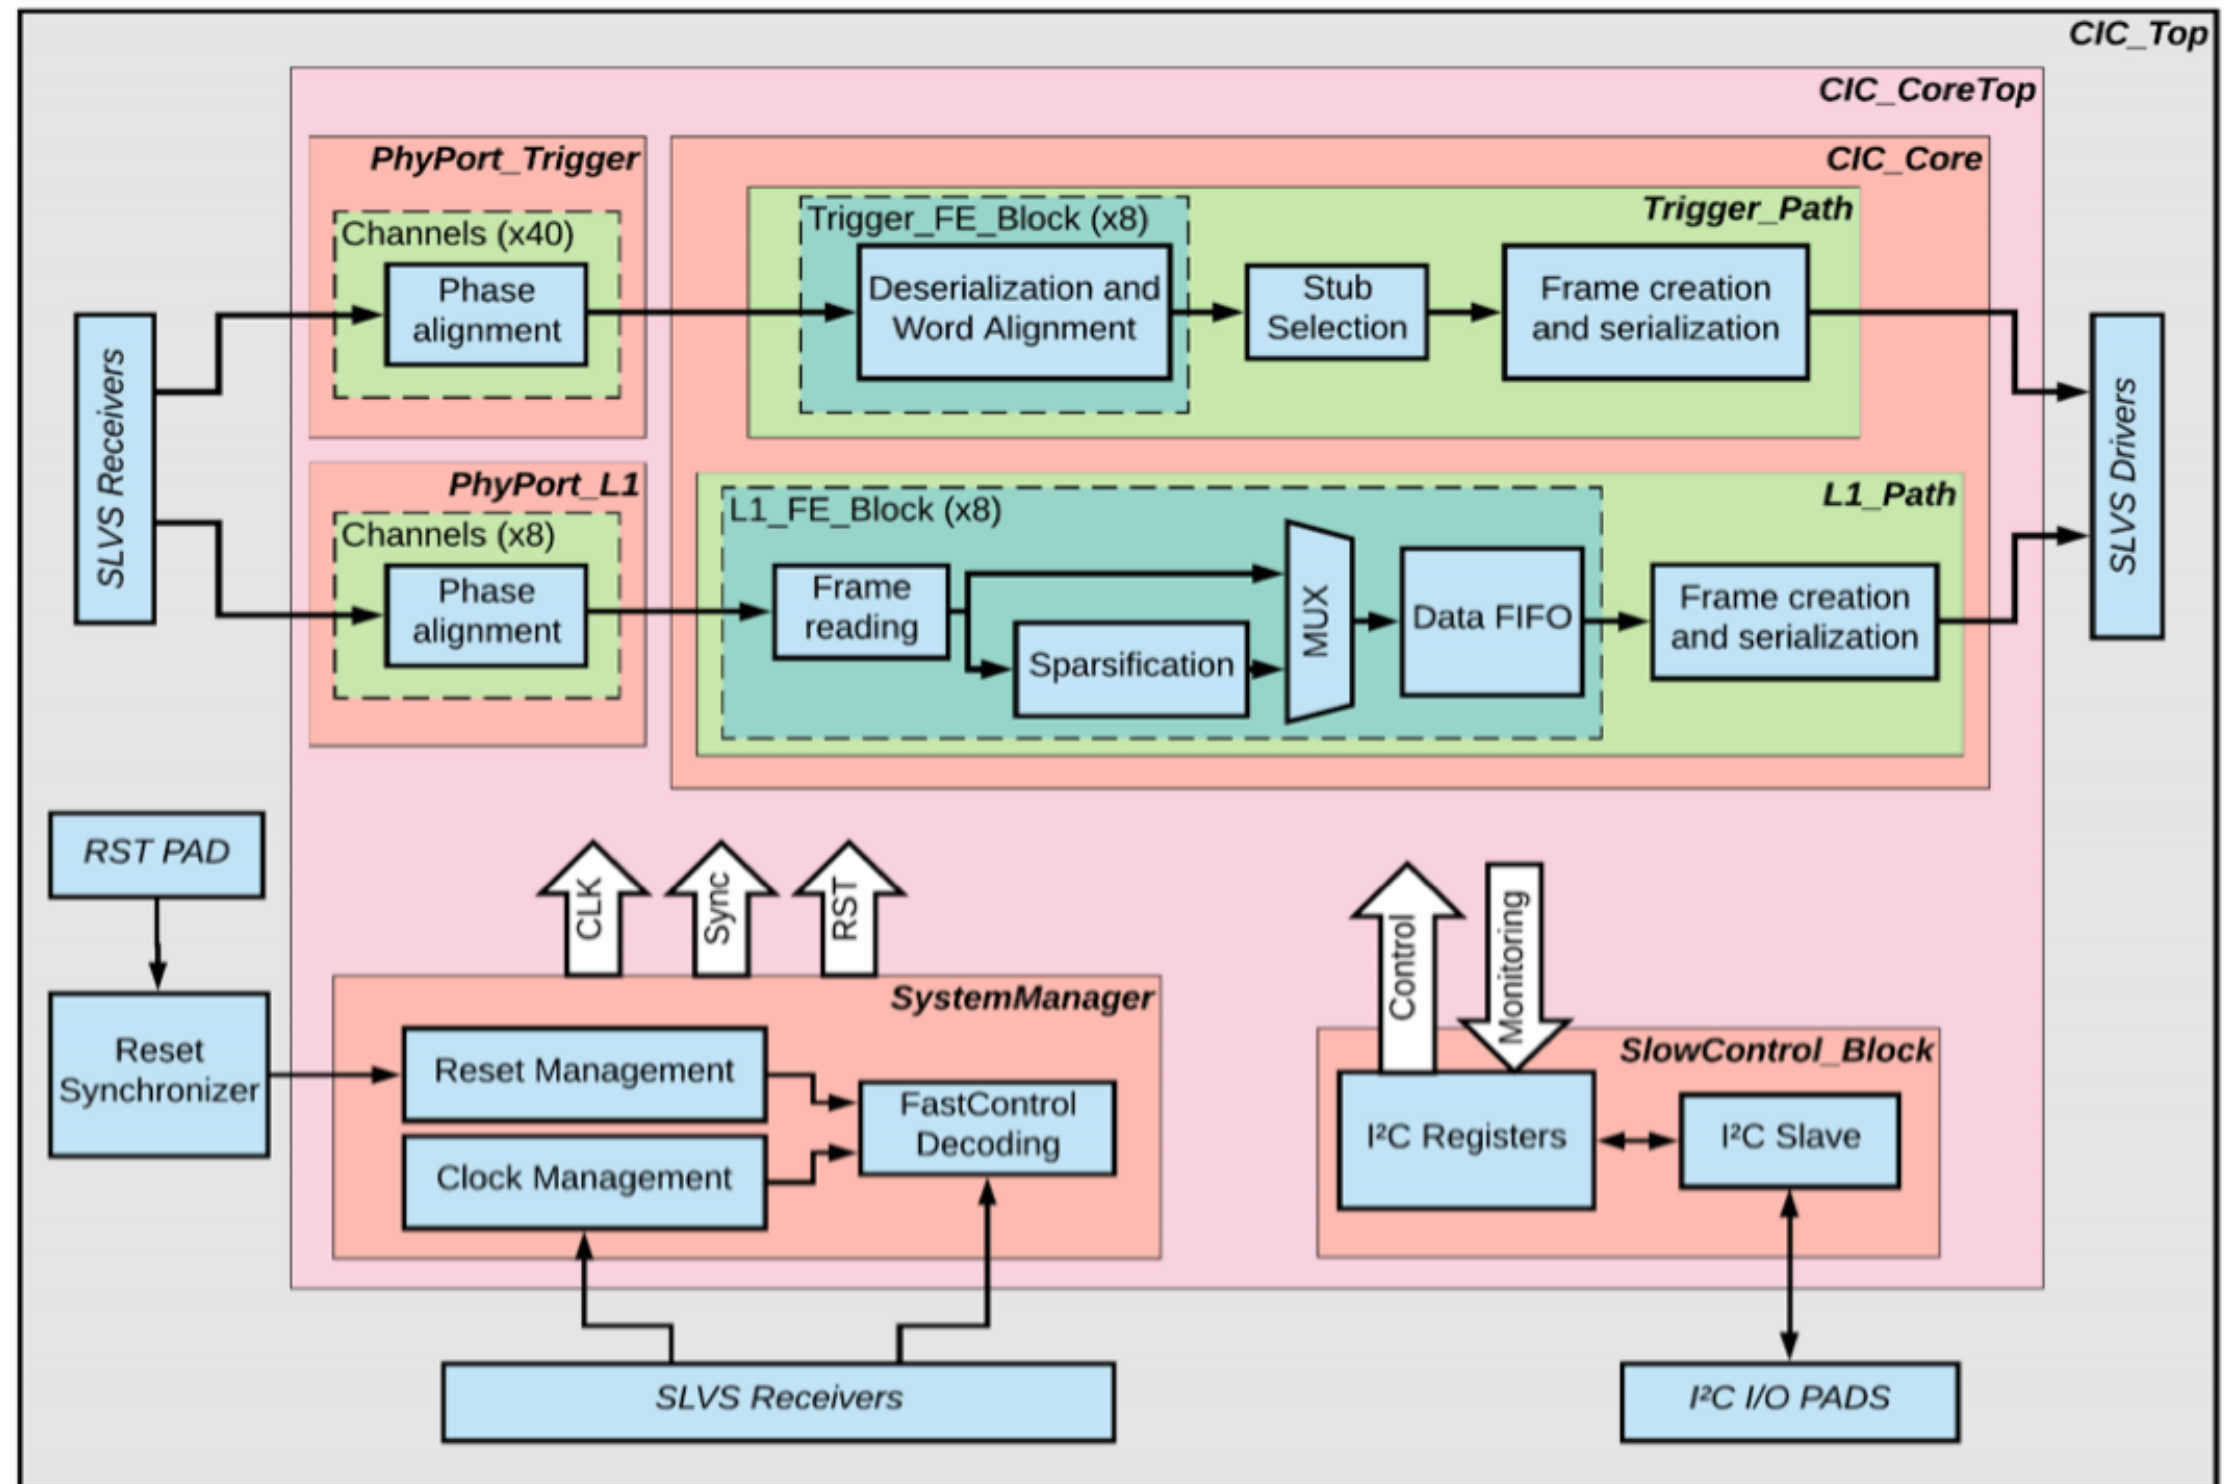 CIC_Top
CIC_CoreTop
PhyPort_Trigger
Channels (x40)
Phase
alignment
CIC_Core
Trigger_Path
Trigger_FE_Block (x8)
Deserialization and
Word Alignment
Stub
Selection
Frame creation
and serialization
SLVS Receivers
SLVS Drivers
PhyPort_L1
Channels (x8)
Phase
alignment
L1_Path
L1_FE_Block (x8)
Frame
reading
Sparsification
MUX
Data FIFO
Frame creation
and serialization
RST PAD
Reset
Synchronizer
CLK
Sync
RST
SystemManager
Reset Management
Clock Management
FastControl
Decoding
Control
Monitoring
SlowControl_Block
I²C Registers
I²C Slave
SLVS Receivers
I²C I/O PADS